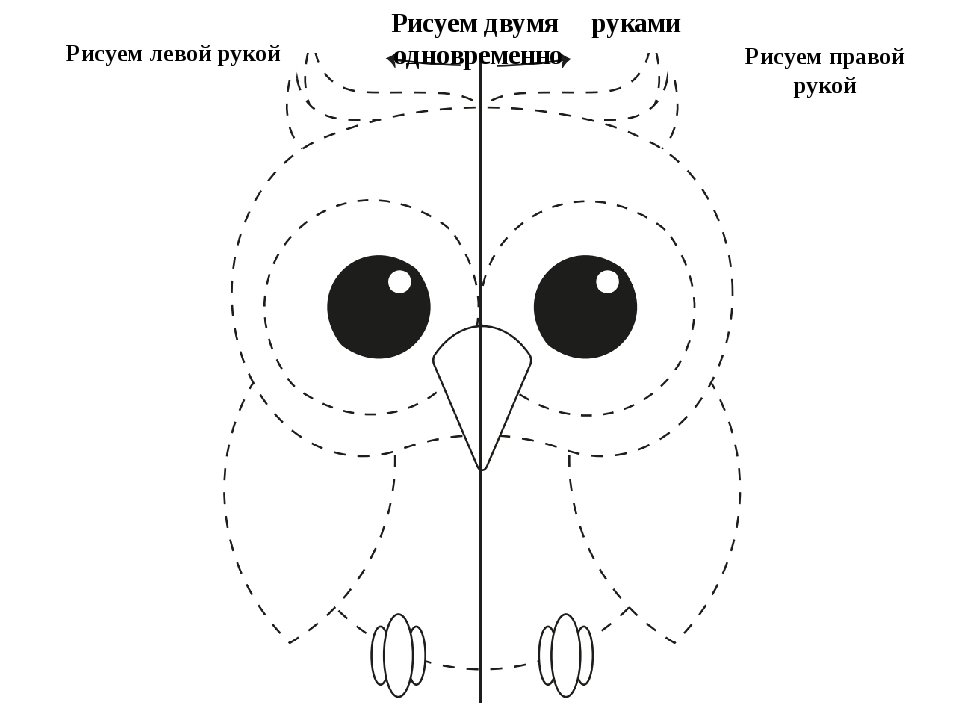 Рисуем двумя руками
одновременно
Рисуем левой рукой
Рисуем правой
рукой